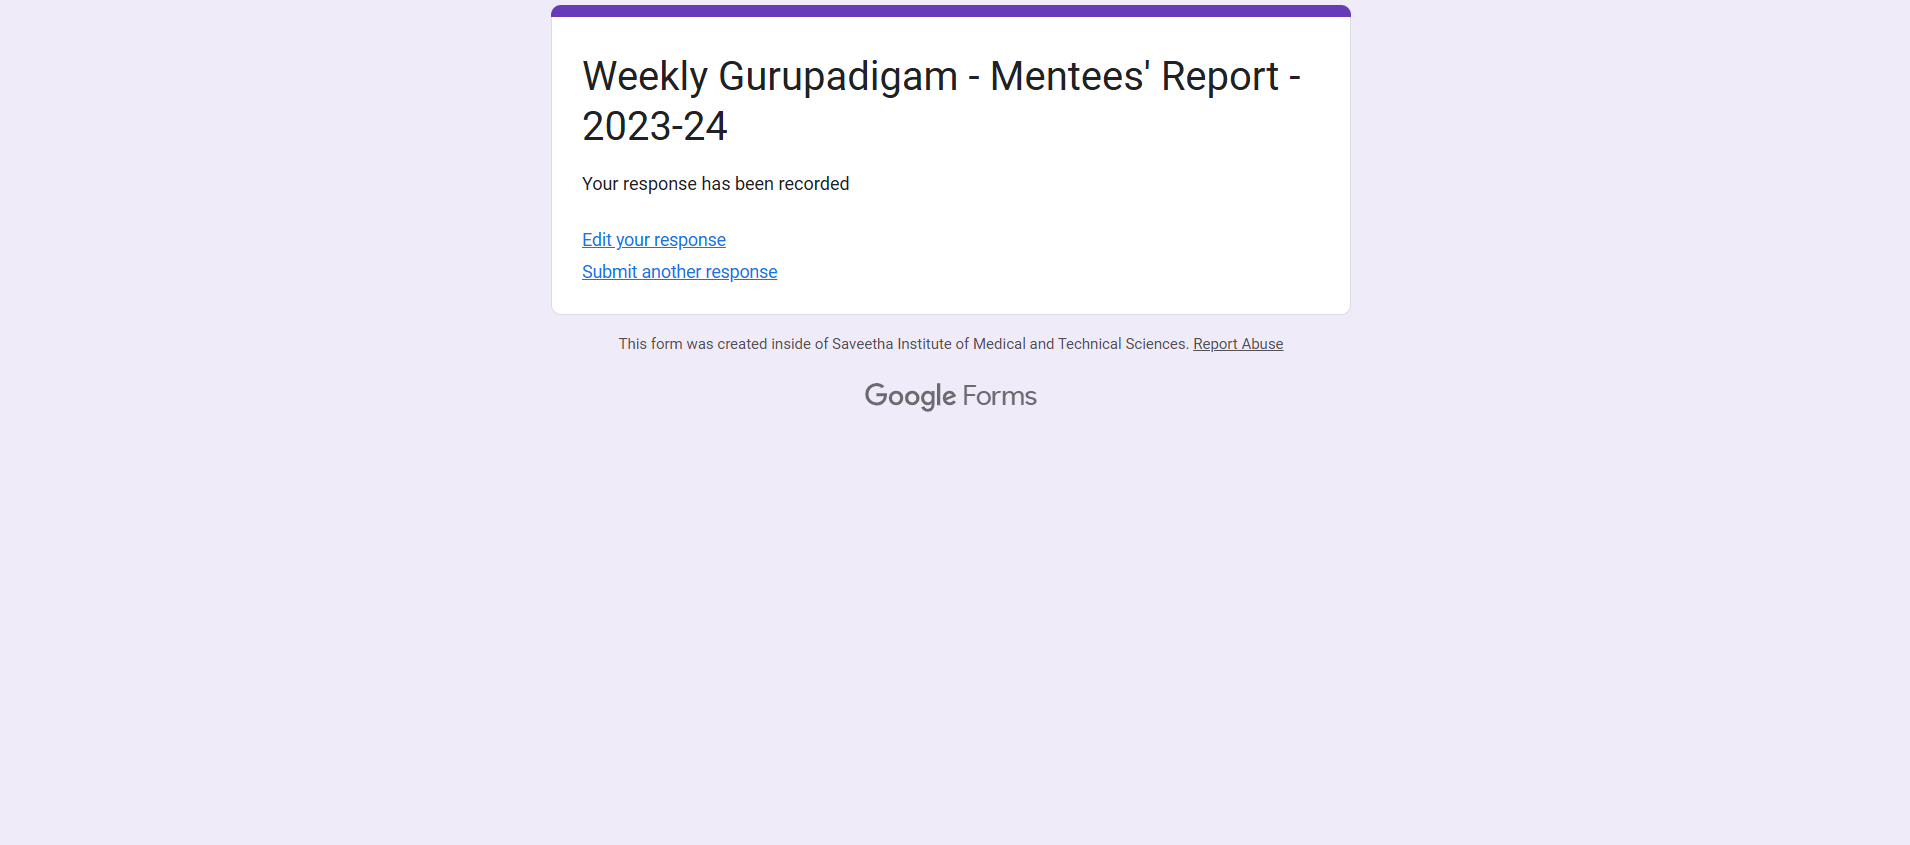 Weekly Gurupadigam - Mentees' Report -
2023-24
Your response has been recorded
Edit your response
Submit another response
This form was created inside of Saveetha Institute of Medical and Technical Sciences. Report Abuse
Google Forms